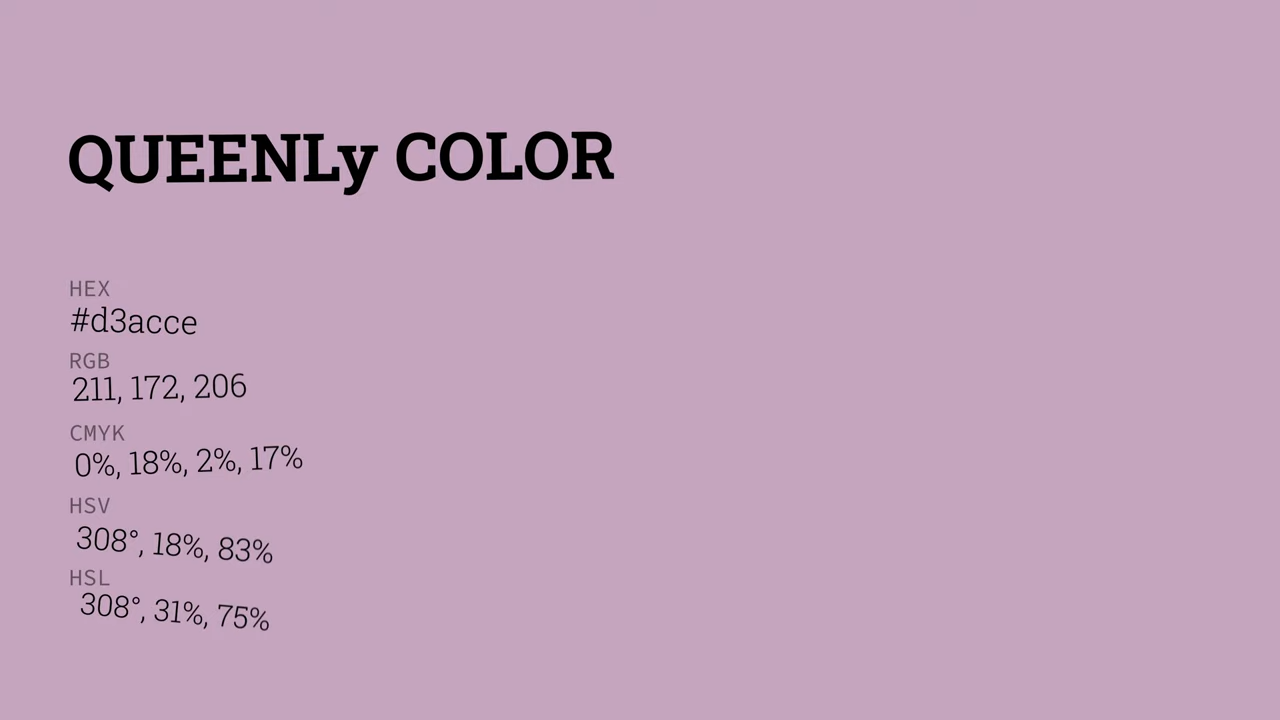 QUEENLy COLOR
HEX
#d3acce
RGB
211, 172, 206
CMYK
0%, 18%, 2%, 17%
HSV
308°, 18%, 83%
HSL
308°, 31%, 75%